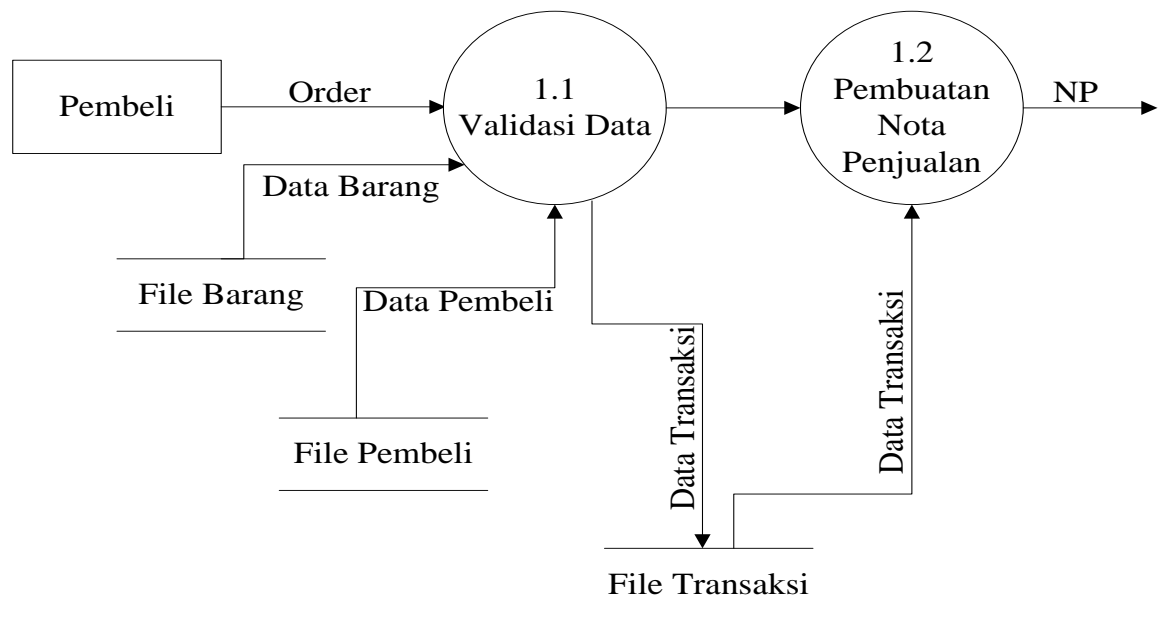 Pembeli
Order
1.1
Validasi Data
1.2
Pembuatan
Nota
Penjualan
NP
Data Barang
File Barang
Data Pembeli
File Pembeli
Data Transaksi
Data Transaksi
File Transaksi